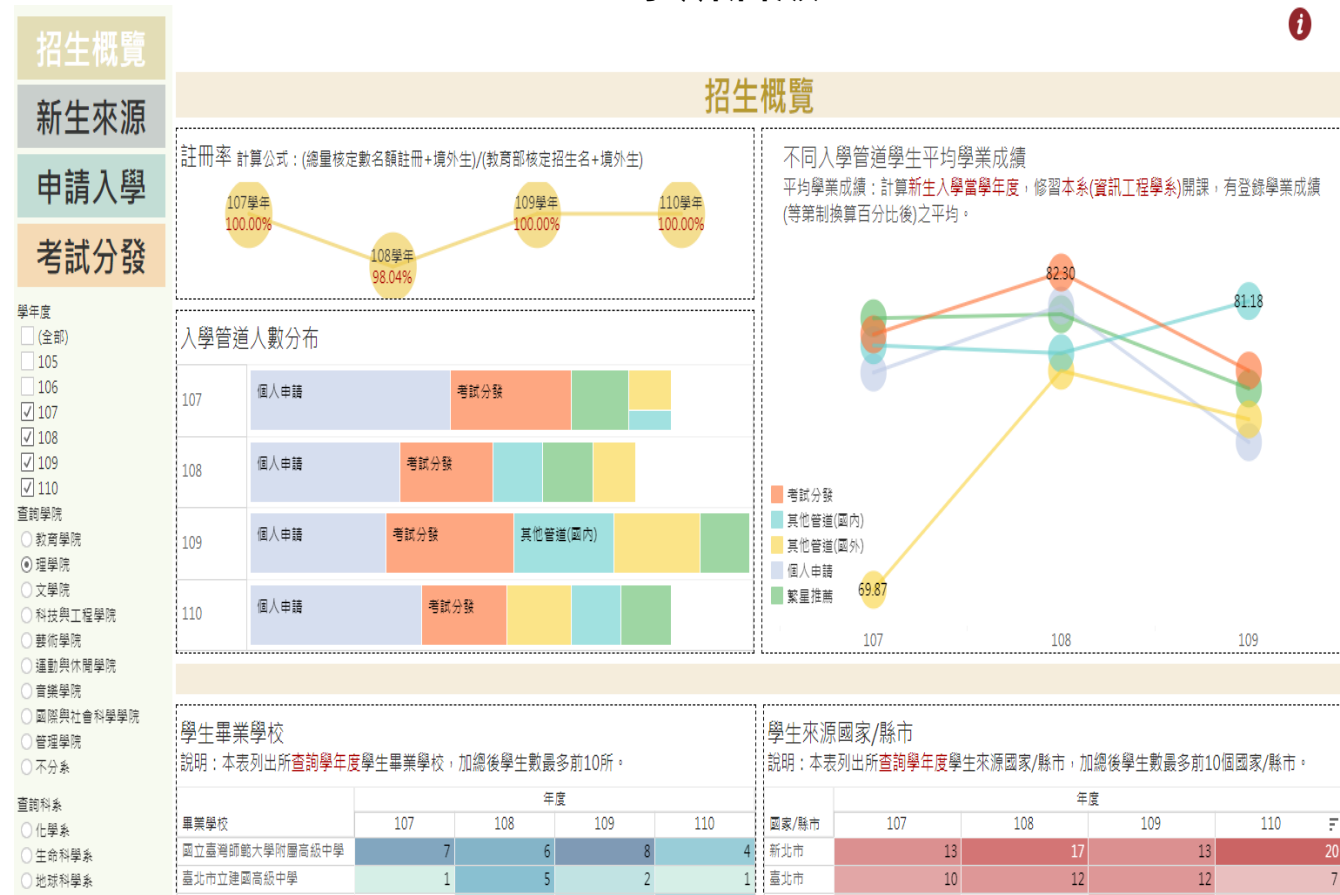 招生概覽
新生來源
申請入學
考試分發
學年度
(全部)
105
106
107
108
109
110
查詢學院
教育學院
理學院
文學院
科技與工程學院
藝術學院
運動與休閒學院
音樂學院
國際與社會科學學院
管理學院
不分系
查詢科系
化學系
生命科學系
地球科學系
i
招生概覽
註冊率 計算公式：(總量核定數名額註冊+境外生)/(教育部核定招生名+境外生)
107學年
100.00%
108學年
98.04%
109學年
100.00%
110學年
100.00%
入學管道人數分布
107 個人申請 考試分發
108 個人申請 考試分發
109 個人申請 考試分發 其他管道(國內)
110 個人申請 考試分發
不同入學管道學生平均學業成績
平均學業成績：計算新生入學當學年度，修習本系(資訊工程學系)開課，有登錄學業成績
(等第制換算百分比後)之平均。
82.30
81.18
69.87
考試分發
其他管道(國內)
其他管道(國外)
個人申請
繁星推薦
107 108 109
學生畢業學校
說明：本表列出所查詢學年度學生畢業學校，加總後學生數最多前10所。
年度
畢業學校 107 108 109 110
國立臺灣師範大學附屬高級中學 7 6 8 4
臺北市立建國高級中學 1 5 2 1
學生來源國家/縣市
說明：本表列出所查詢學年度學生來源國家/縣市，加總後學生數最多前10個國家/縣市。
年度
國家/縣市 107 108 109 110
新北市 13 17 13 20
臺北市 10 12 12 7